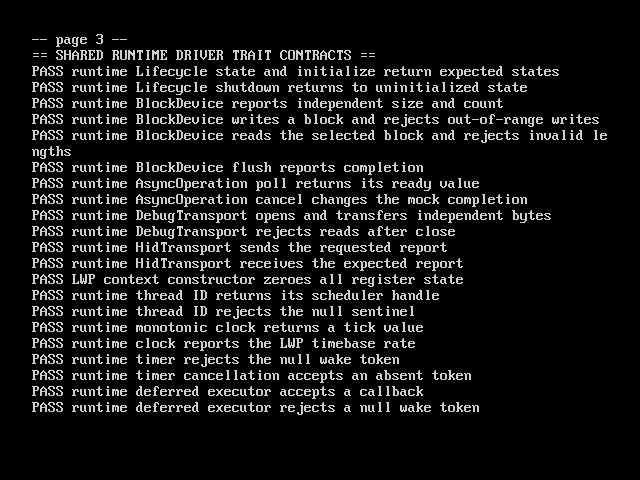 -- page 3 --
== SHARED RUNTIME DRIVER TRAIT CONTRACTS ==
PASS runtime Lifecycle state and initialize return expected states
PASS runtime Lifecycle shutdown returns to uninitialized state
PASS runtime BlockDevice reports independent size and count
PASS runtime BlockDevice writes a block and rejects out-of-range writes
PASS runtime BlockDevice reads the selected block and rejects invalid le
ngths
PASS runtime BlockDevice flush reports completion
PASS runtime AsyncOperation poll returns its ready value
PASS runtime AsyncOperation cancel changes the mock completion
PASS runtime DebugTransport opens and transfers independent bytes
PASS runtime DebugTransport rejects reads after close
PASS runtime HidTransport sends the requested report
PASS runtime HidTransport receives the expected report
PASS LWP context constructor zeroes all register state
PASS runtime thread ID returns its scheduler handle
PASS runtime thread ID rejects the null sentinel
PASS runtime monotonic clock returns a tick value
PASS runtime clock reports the LWP timebase rate
PASS runtime timer rejects the null wake token
PASS runtime timer cancellation accepts an absent token
PASS runtime deferred executor accepts a callback
PASS runtime deferred executor rejects a null wake token